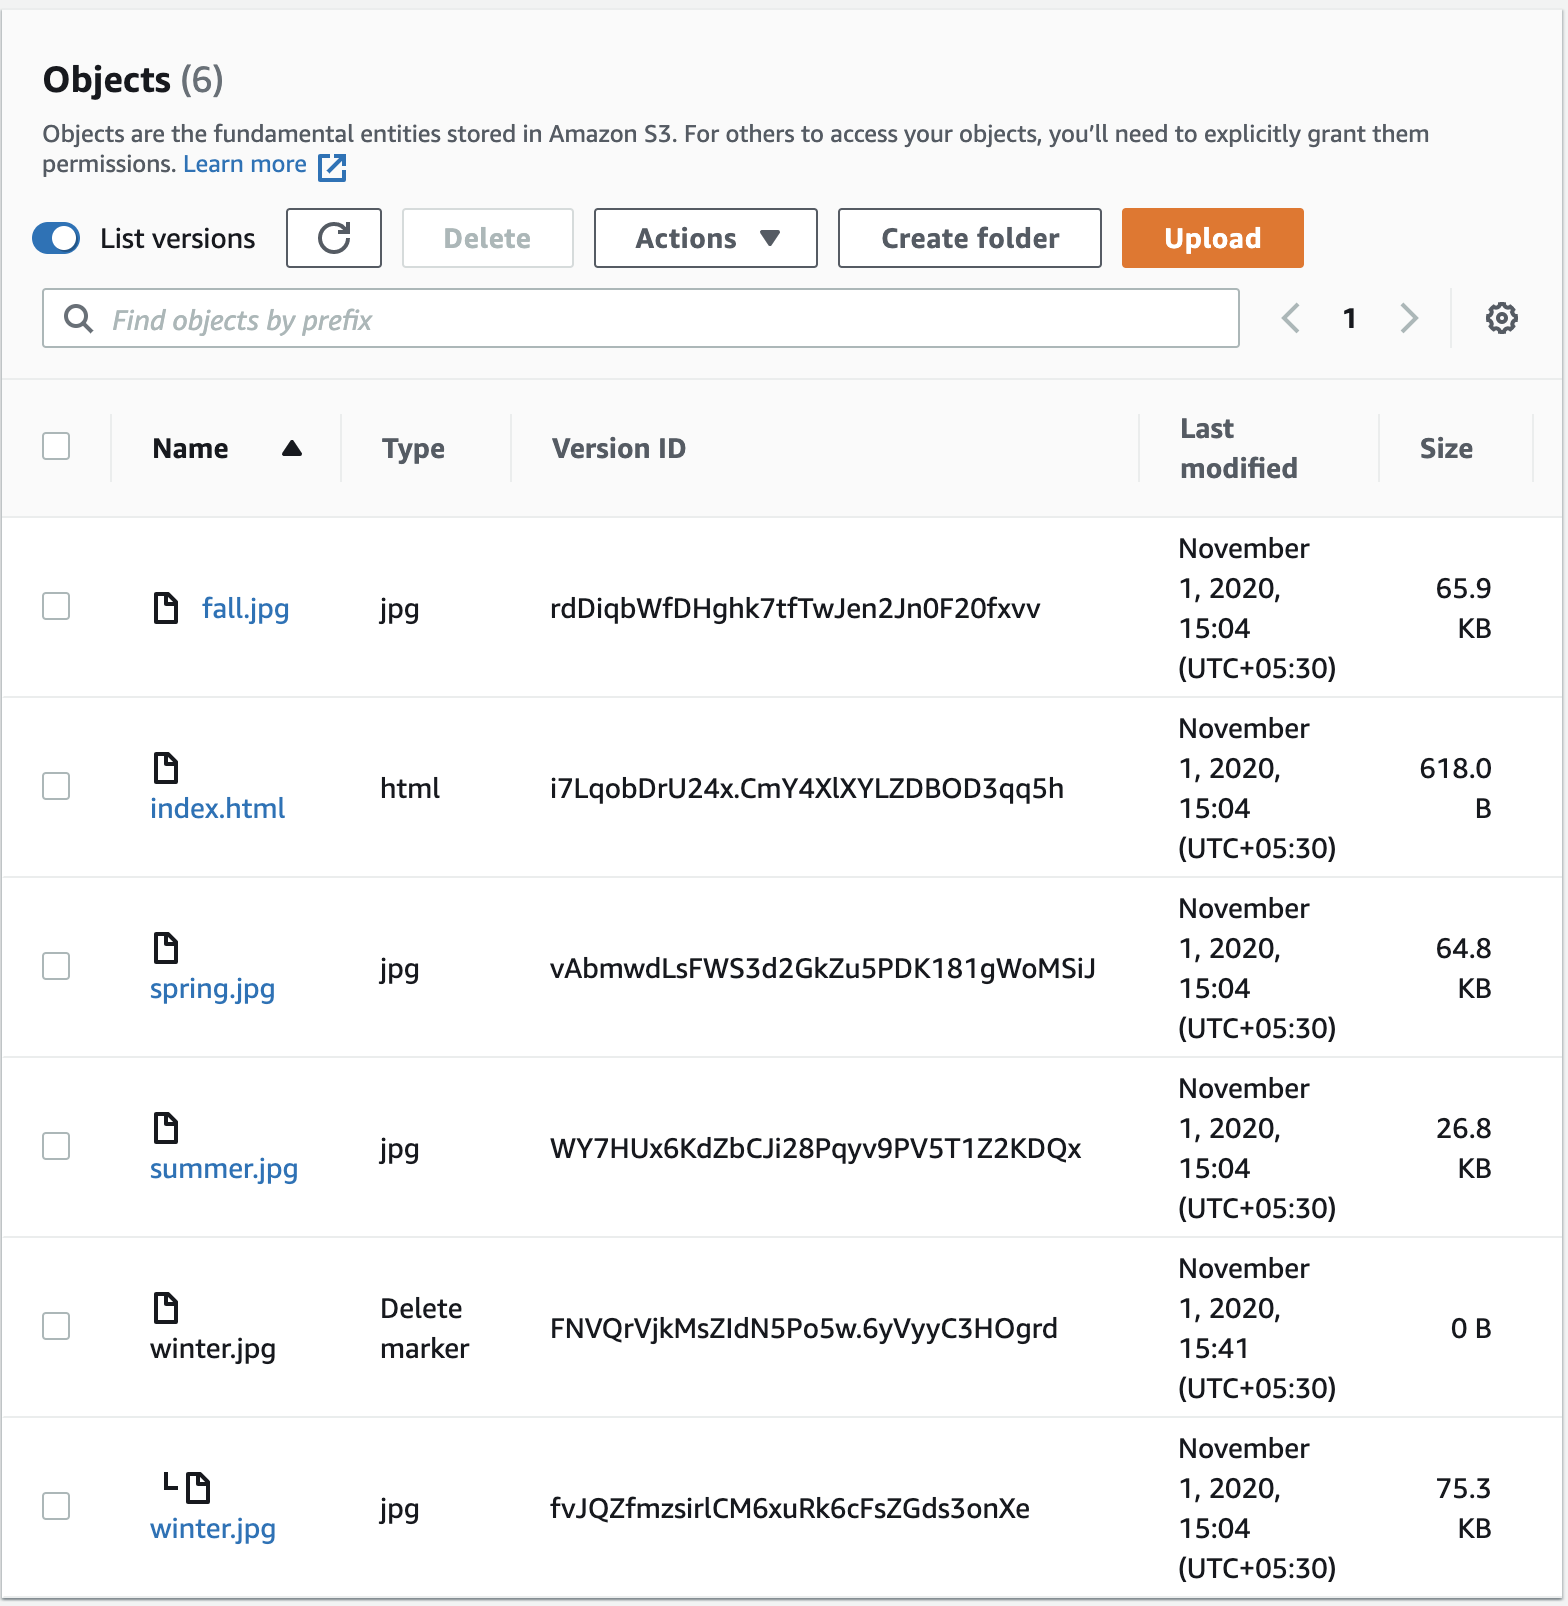 Objects (6)
Objects are the fundamental entities stored in Amazon S3. For others to access your objects, you'll need to explicitly grant them
permissions. Learn more
List versions Delete Actions Create folder Upload
Find objects by prefix 1
Name Type Version ID Last modified Size
fall.jpg jpg rdDiqbWfDHghk7tfTwJen2Jn0F20fxvv November 1, 2020, 15:04 (UTC+05:30) 65.9 KB
index.html html i7LqobDrU24x.CmY4XlXYLZDBOD3qq5h November 1, 2020, 15:04 (UTC+05:30) 618.0 B
spring.jpg jpg vAbmwdLsFWS3d2GkZu5PDK181gWoMSiJ November 1, 2020, 15:04 (UTC+05:30) 64.8 KB
summer.jpg jpg WY7HUx6KdZbCJi28Pqyv9PV5T1Z2KDQx November 1, 2020, 15:04 (UTC+05:30) 26.8 KB
winter.jpg Delete marker FNVQrVjkMsZIdN5Po5w.6yVyyC3HOgrd November 1, 2020, 15:41 (UTC+05:30) 0 B
winter.jpg jpg fvJQZfmzsirlCM6xuRk6cFsZGds3onXe November 1, 2020, 15:04 (UTC+05:30) 75.3 KB